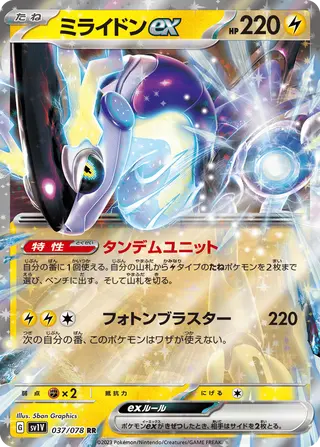 たね ミライドンex HP220
特性 タンデムユニット
自分の番に1回使える。自分の山札からタイプのたねポケモンを2枚まで
選び、ベンチに出す。そして山札を切る。
フォトンブラスター 220
次の自分の番、このポケモンはワザが使えない。
弱点 ×2 抵抗力 にげる
Illus. 5ban Graphics
G sv1V 037/078 RR
exルール
ポケモンexがきぜつしたとき、相手はサイドを2枚とる。
©2023 Pokémon/Nintendo/Creatures/GAME FREAK.